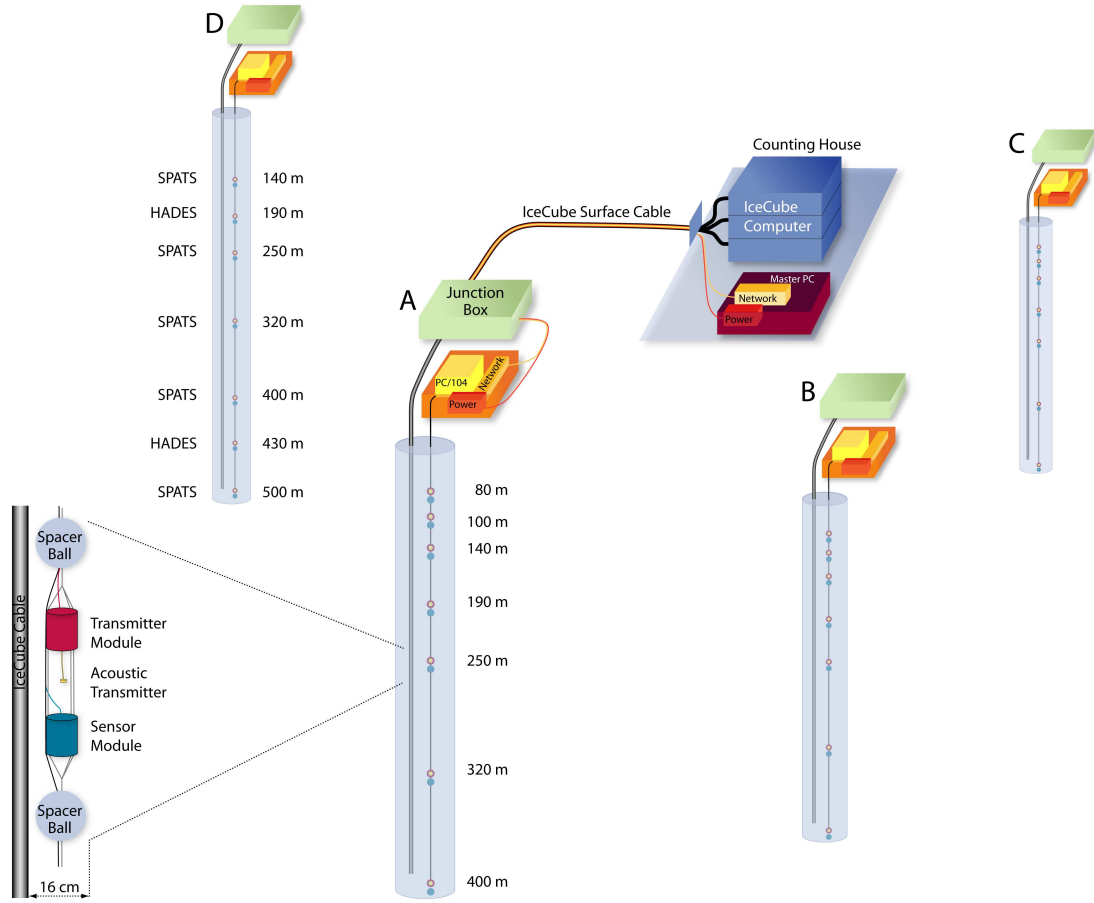 D
SPATS 140 m
HADES 190 m
SPATS 250 m
SPATS 320 m
SPATS 400 m
HADES 430 m
SPATS 500 m
Counting House
IceCube
Computer
Master PC
Network
Power
IceCube Surface Cable
A
Junction
Box
PC/104
Network
Power
80 m
100 m
140 m
190 m
250 m
320 m
400 m
B
C
IceCube Cable
Spacer
Ball
Transmitter
Module
Acoustic
Transmitter
Sensor
Module
Spacer
Ball
16 cm